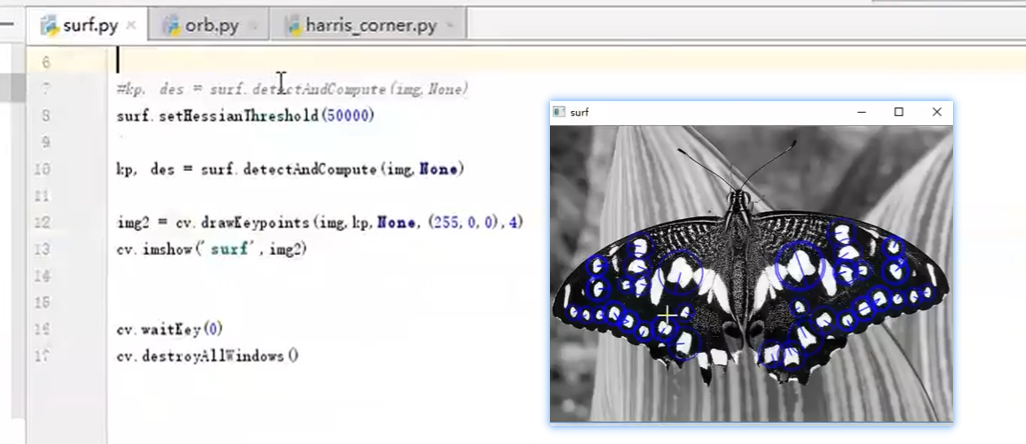 surf.py
orb.py
harris_corner.py
6
7 #kp, des = surf.detectAndCompute(img,None)
8 surf.setHessianThreshold(50000)
9
10 kp, des = surf.detectAndCompute(img,None)
11
12 img2 = cv.drawKeypoints(img,kp,None,(255,0,0),4)
13 cv.imshow('surf',img2)
14
15
16 cv.waitKey(0)
17 cv.destroyAllWindows()
surf